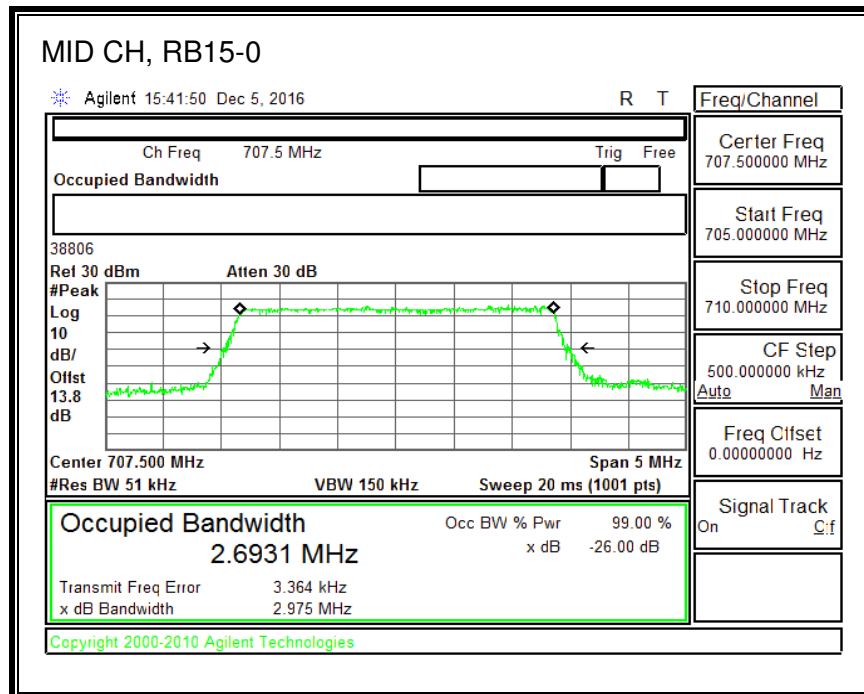 MID CH, RB15-0
Agilent 15:41:50 Dec 5, 2016 R T
Freq/Channel
Ch Freq 707.5 MHz Trig Free
Occupied Bandwidth
Center Freq
707.500000 MHz
Start Freq
705.000000 MHz
Stop Freq
710.000000 MHz
CF Step
500.000000 kHz
Auto Man
Freq Offset
0.00000000 Hz
Signal Track
On Off
38806
Ref 30 dBm Atten 30 dB
#Peak
Log
10
dB/
Offst
13.8
dB
Center 707.500 MHz Span 5 MHz
#Res BW 51 kHz VBW 150 kHz Sweep 20 ms (1001 pts)
Occupied Bandwidth Occ BW % Pwr 99.00 %
2.6931 MHz x dB -26.00 dB
Transmit Freq Error 3.364 kHz
x dB Bandwidth 2.975 MHz
Copyright 2000-2010 Agilent Technologies